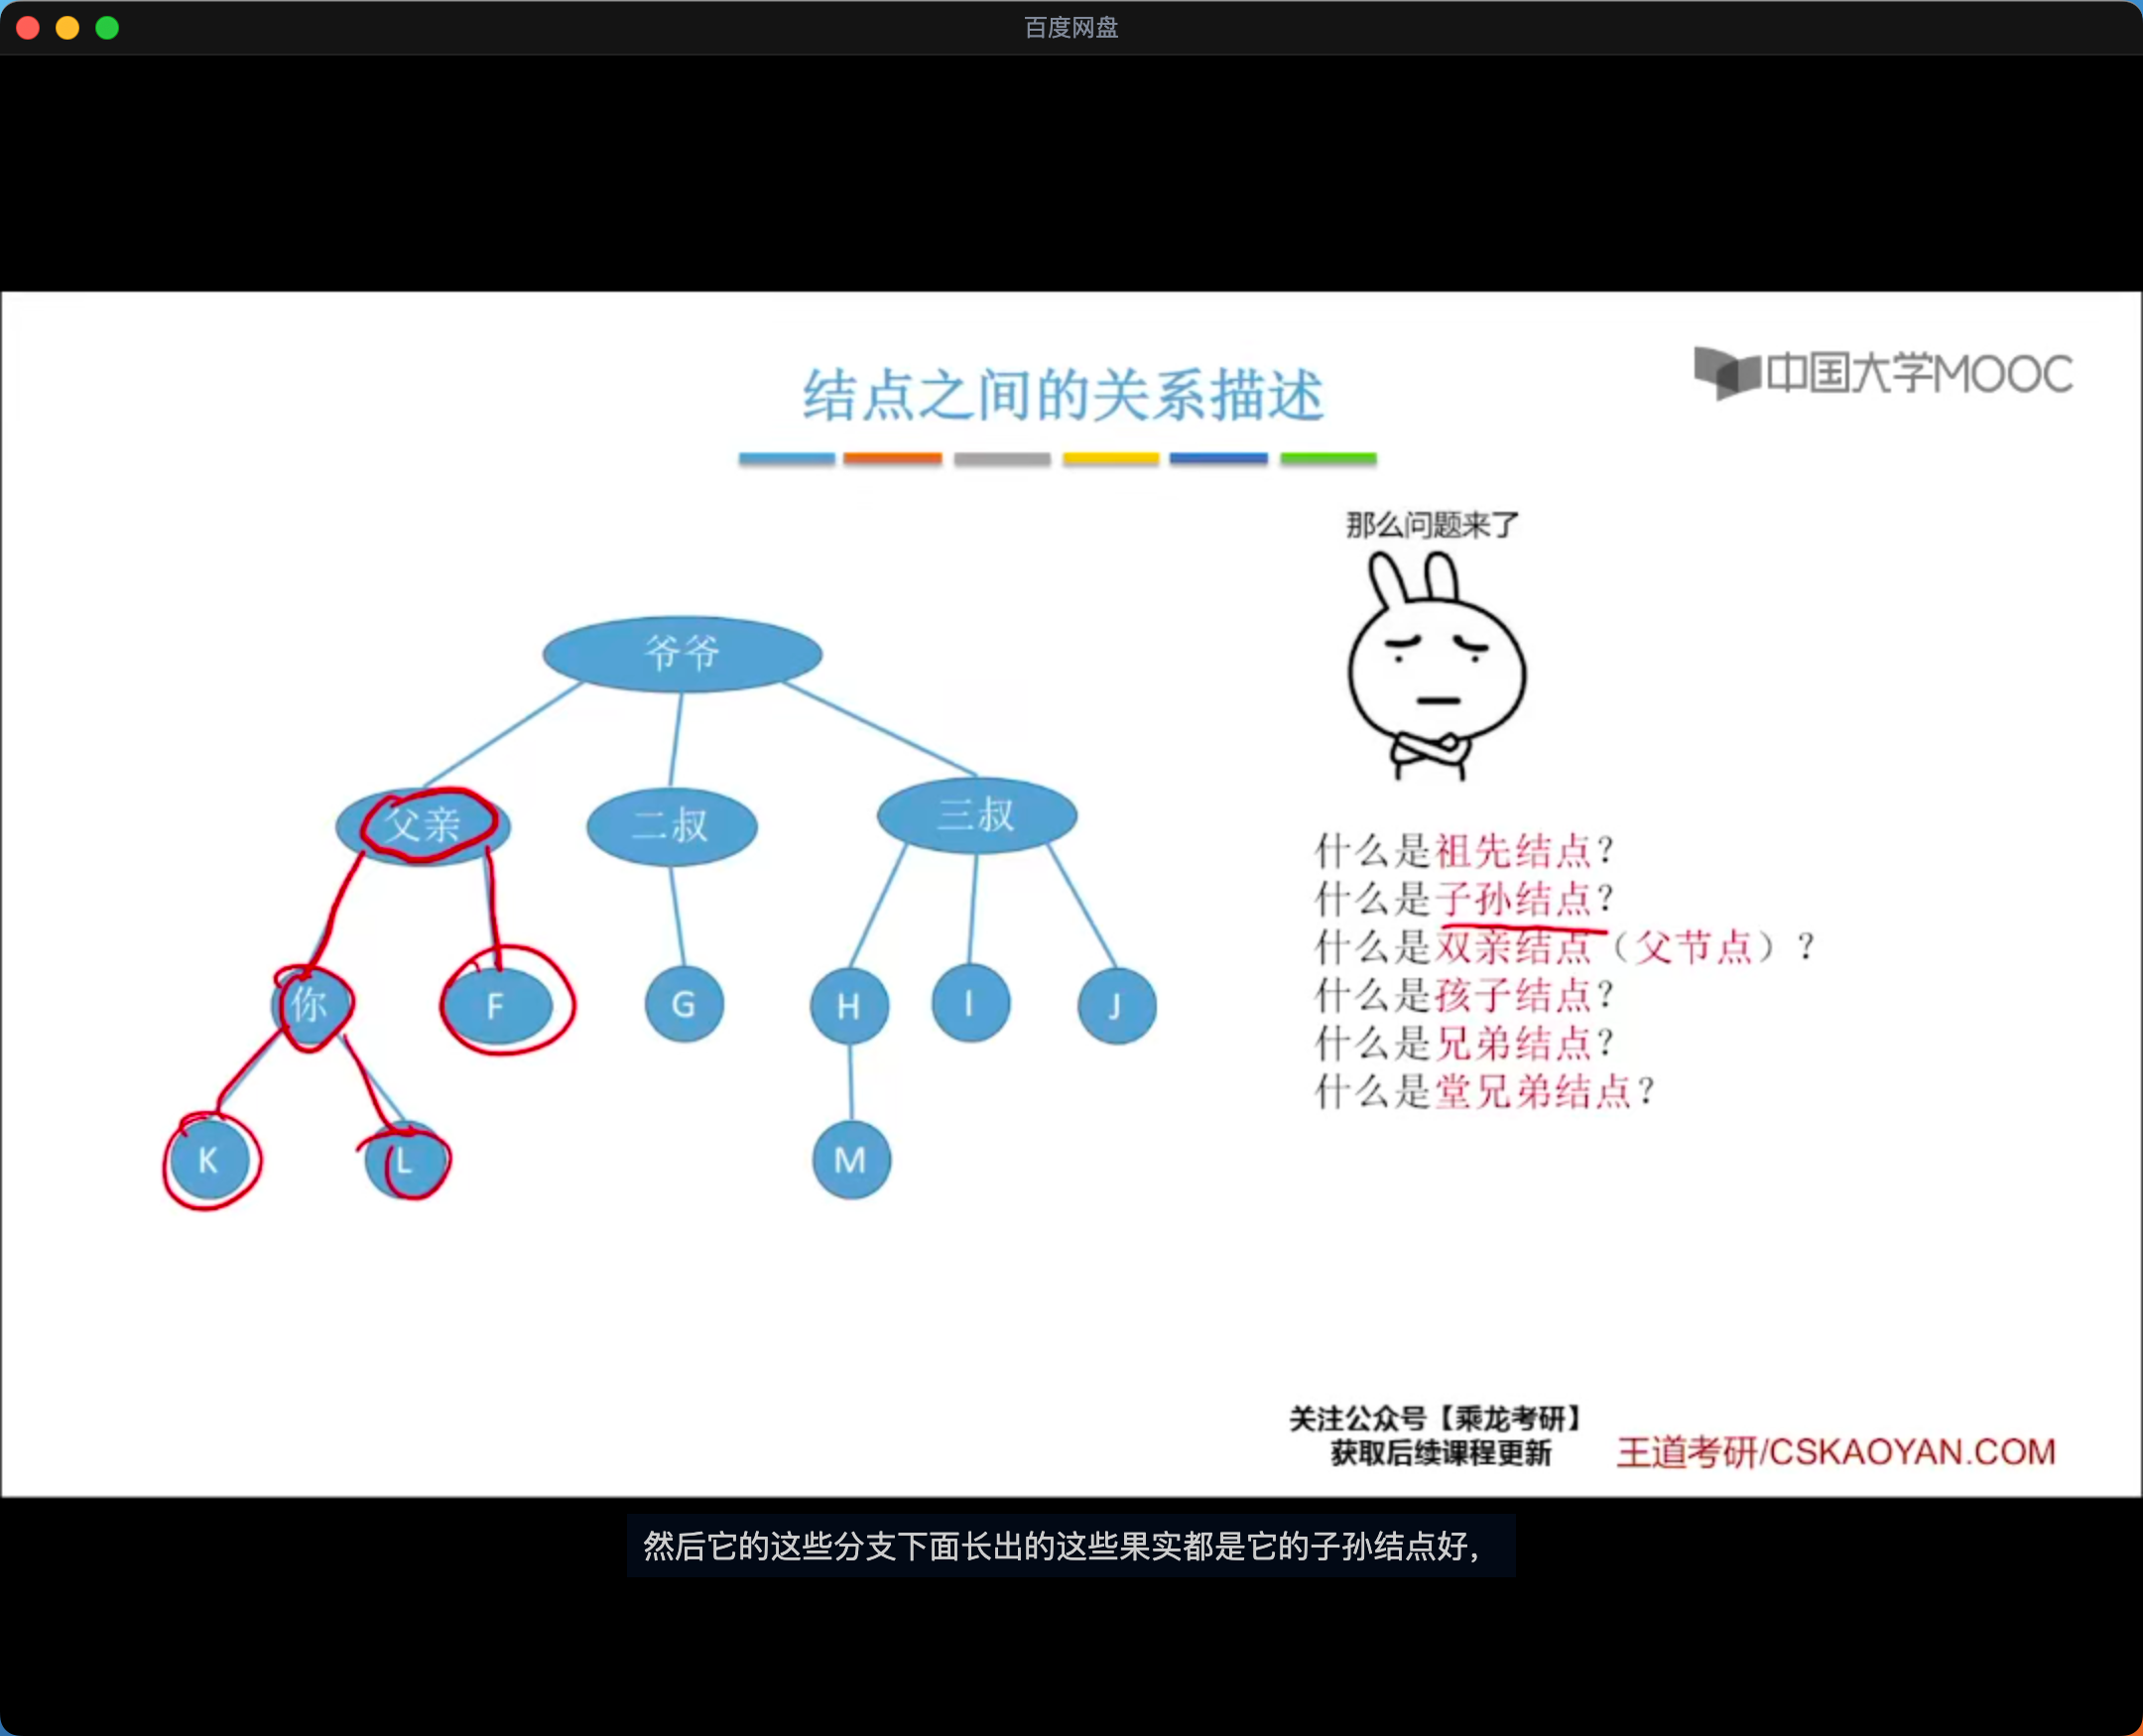 百度网盘
中国大学MOOC
结点之间的关系描述
那么问题来了
爷爷
父亲
二叔
三叔
你
F
G
H
I
J
K
L
M
什么是祖先结点？
什么是子孙结点？
什么是双亲结点（父节点）？
什么是孩子结点？
什么是兄弟结点？
什么是堂兄弟结点？
关注公众号【乘龙考研】
获取后续课程更新
王道考研/CSKAOYAN.COM
然后它的这些分支下面长出的这些果实都是它的子孙结点好，